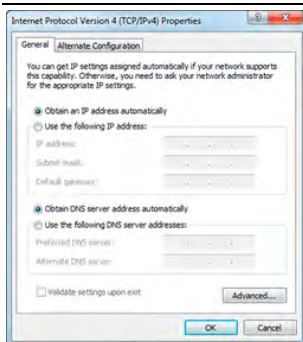 Internet Protocol Version 4 (TCP/IPv4) Properties
General
Alternate Configuration
You can get IP settings assigned automatically if your network supports
this capability. Otherwise, you need to ask your network administrator
for the appropriate IP settings.
Obtain an IP address automatically
Use the following IP address:
IP address:
Subnet mask:
Default gateway:
Obtain DNS server address automatically
Use the following DNS server addresses:
Preferred DNS server:
Alternate DNS server:
Validate settings upon exit
Advanced...
OK
Cancel